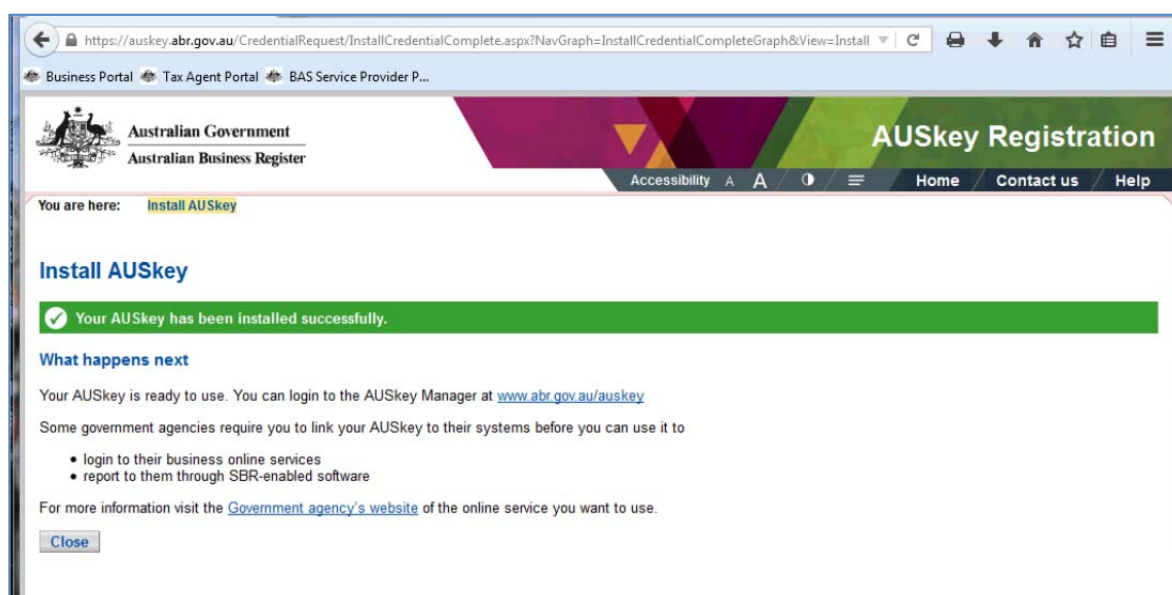 https://auskey.abr.gov.au/CredentialRequest/InstallCredentialComplete.aspx?NavGraph=InstallCredentialCompleteGraph&View=Install
Business Portal Tax Agent Portal BAS Service Provider P...
Australian Government
Australian Business Register
AUSkey Registration
Accessibility A A Home Contact us Help
You are here: Install AUSkey
Install AUSkey
Your AUSkey has been installed successfully.
What happens next
Your AUSkey is ready to use. You can login to the AUSkey Manager at www.abr.gov.au/auskey
Some government agencies require you to link your AUSkey to their systems before you can use it to
• login to their business online services
• report to them through SBR-enabled software
For more information visit the Government agency's website of the online service you want to use.
Close